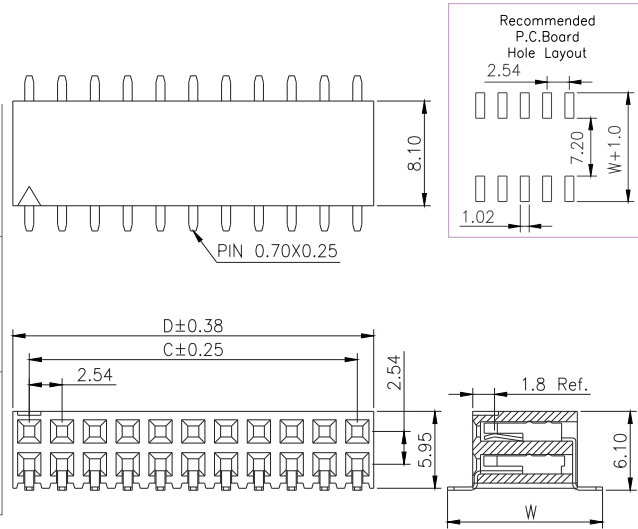 Recommended
P.C.Board
Hole Layout
2.54
7.20
W+1.0
1.02
8.10
PIN 0.70X0.25
D±0.38
C±0.25
2.54
2.54
5.95
1.8 Ref.
6.10
W